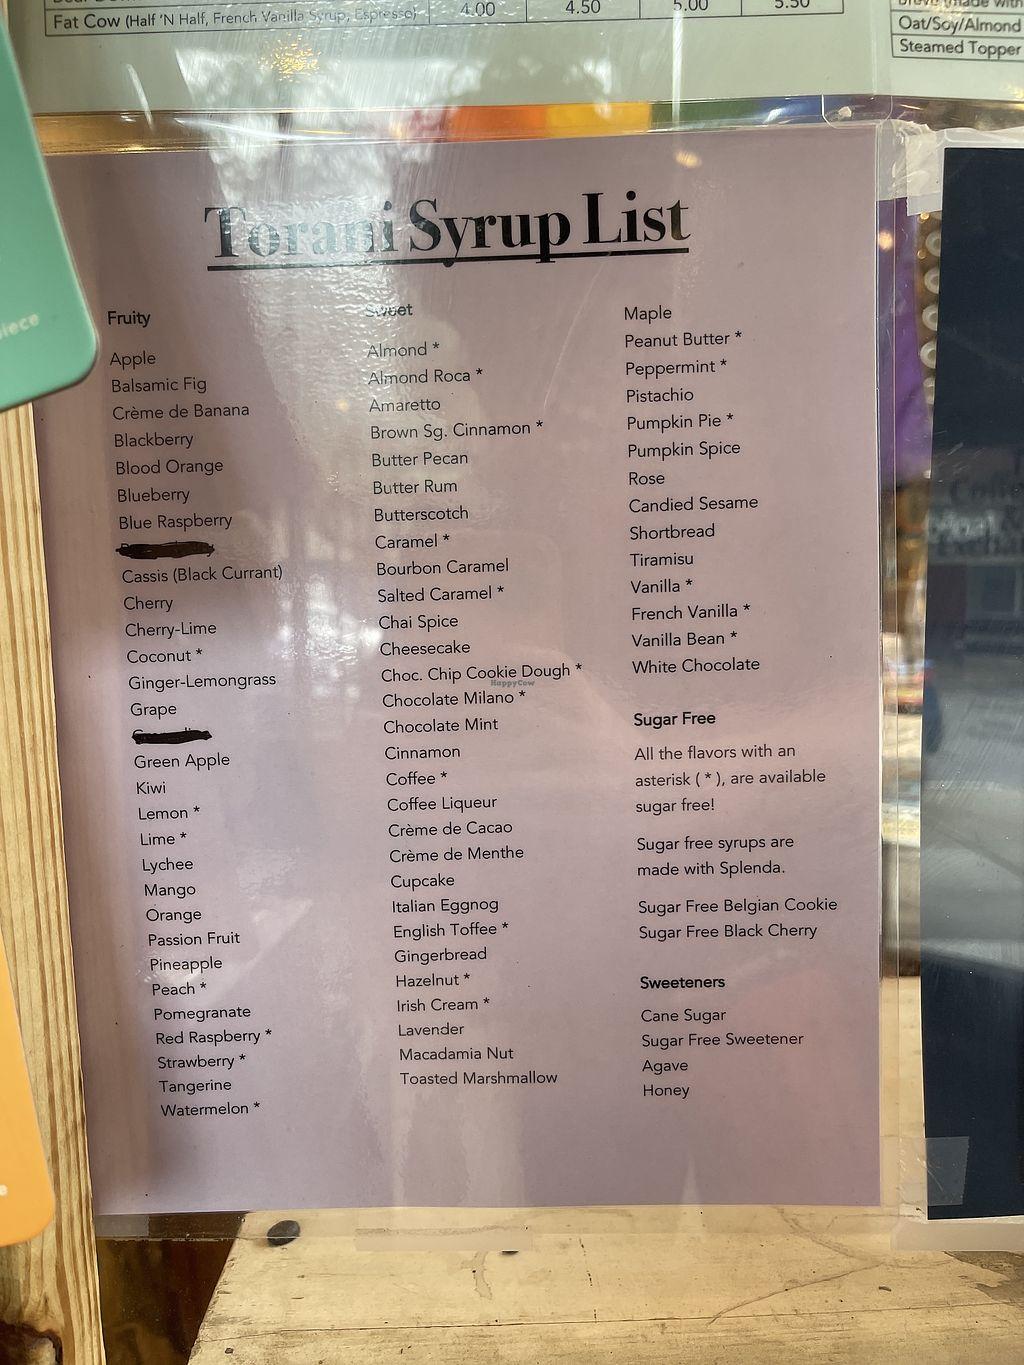 Fat Cow (Half 'N Half, French Vanilla Syrup, Espresso) 4.00 4.50 5.00 5.50
Oat/Soy/Almond
Steamed Topper
piece
Torani Syrup List
Fruity
Apple
Balsamic Fig
Crème de Banana
Blackberry
Blood Orange
Blueberry
Blue Raspberry
Cassis (Black Currant)
Cherry
Cherry-Lime
Coconut *
Ginger-Lemongrass
Grape
Green Apple
Kiwi
Lemon *
Lime *
Lychee
Mango
Orange
Passion Fruit
Pineapple
Peach *
Pomegranate
Red Raspberry *
Strawberry *
Tangerine
Watermelon *
Sweet
Almond *
Almond Roca *
Amaretto
Brown Sg. Cinnamon *
Butter Pecan
Butter Rum
Butterscotch
Caramel *
Bourbon Caramel
Salted Caramel *
Chai Spice
Cheesecake
Choc. Chip Cookie Dough *
HappyCow
Chocolate Milano *
Chocolate Mint
Cinnamon
Coffee *
Coffee Liqueur
Crème de Cacao
Crème de Menthe
Cupcake
Italian Eggnog
English Toffee *
Gingerbread
Hazelnut *
Irish Cream *
Lavender
Macadamia Nut
Toasted Marshmallow
Maple
Peanut Butter *
Peppermint *
Pistachio
Pumpkin Pie *
Pumpkin Spice
Rose
Candied Sesame
Shortbread
Tiramisu
Vanilla *
French Vanilla *
Vanilla Bean *
White Chocolate
Sugar Free
All the flavors with an
asterisk ( * ), are available
sugar free!
Sugar free syrups are
made with Splenda.
Sugar Free Belgian Cookie
Sugar Free Black Cherry
Sweeteners
Cane Sugar
Sugar Free Sweetener
Agave
Honey